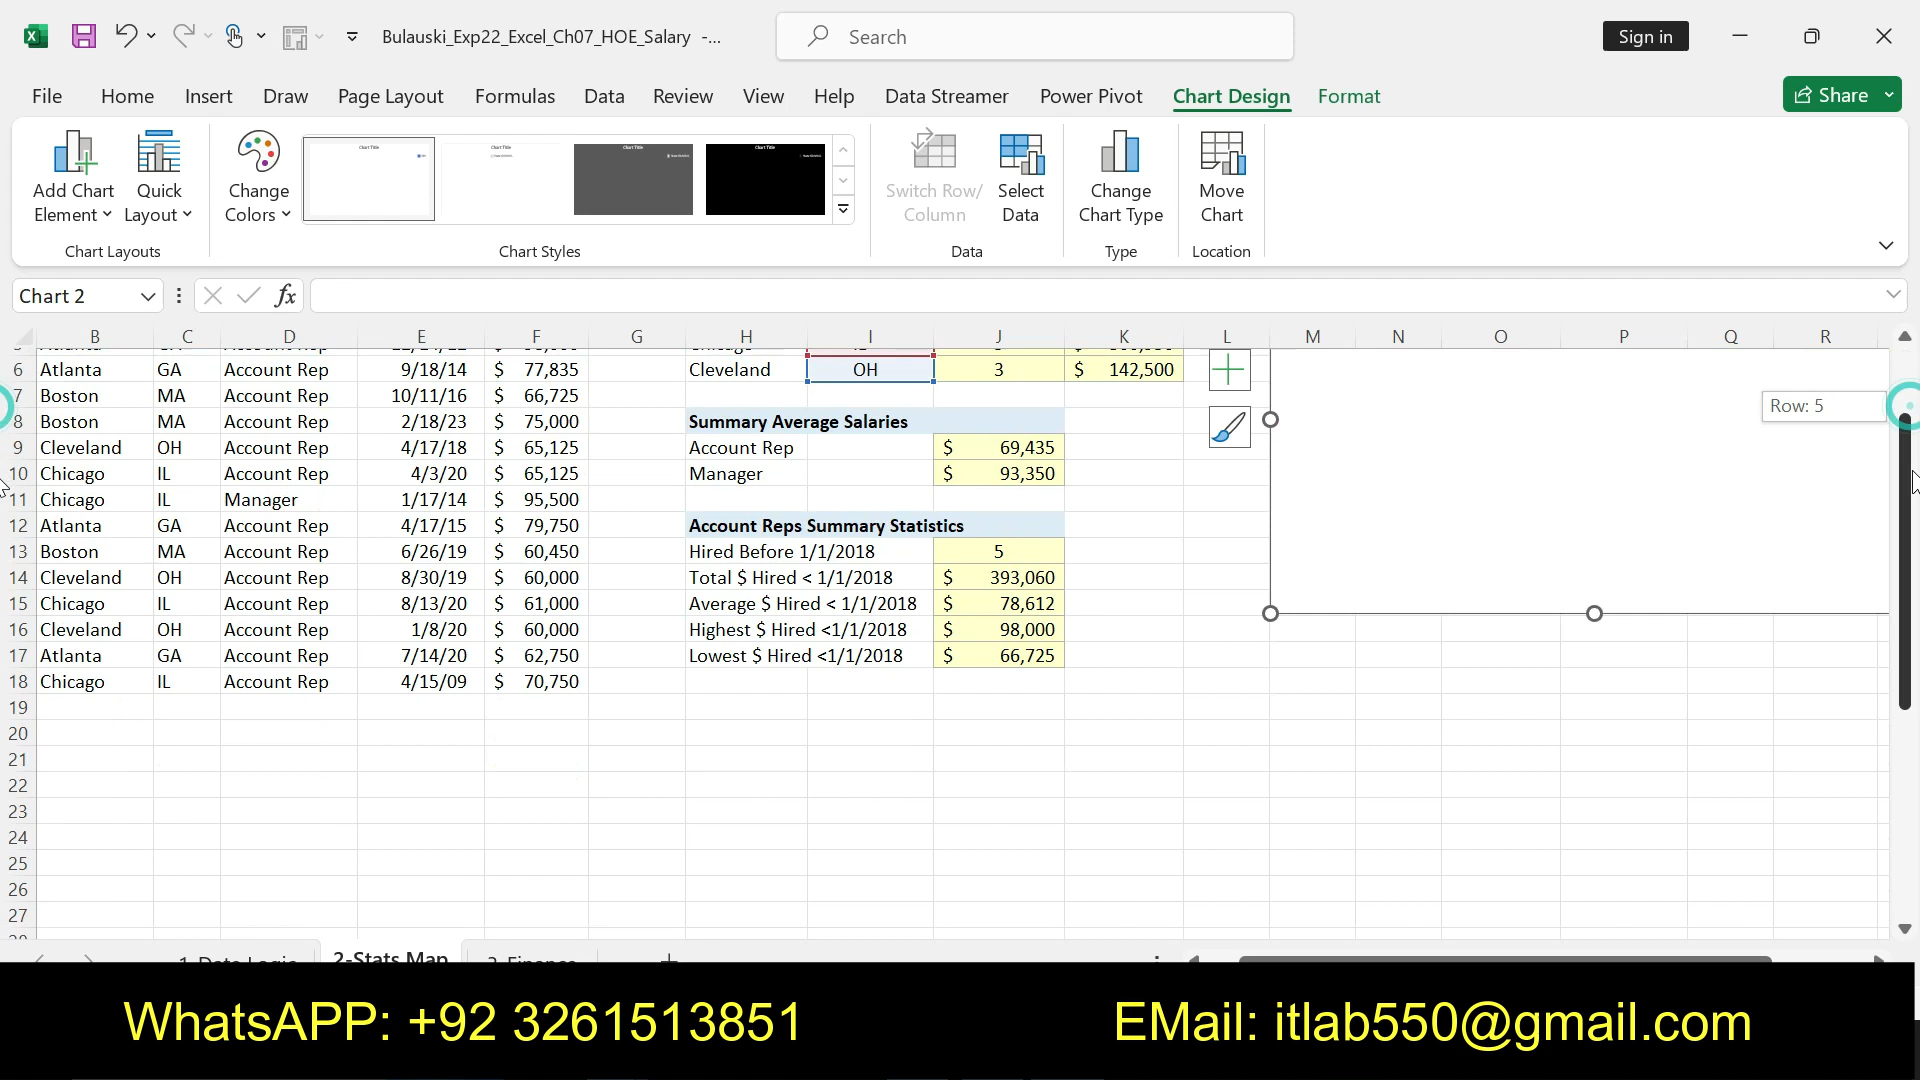 Bulauski_Exp22_Excel_Ch07_HOE_Salary -...
Search
Sign in
File Home Insert Draw Page Layout Formulas Data Review View Help Data Streamer Power Pivot Chart Design Format
Share
Add Chart Element
Quick Layout
Chart Layouts
Change Colors
Chart Title
Chart Title
Chart Title
Chart Title
Chart Styles
Switch Row/ Column
Select Data
Data
Change Chart Type
Type
Move Chart
Location
Chart 2
fx
B C D E F G H I J K L M N O P Q R
6 Atlanta GA Account Rep 9/18/14 $ 77,835 Cleveland OH 3 $ 142,500
7 Boston MA Account Rep 10/11/16 $ 66,725
Row: 5
8 Boston MA Account Rep 2/18/23 $ 75,000 Summary Average Salaries
9 Cleveland OH Account Rep 4/17/18 $ 65,125 Account Rep $ 69,435
10 Chicago IL Account Rep 4/3/20 $ 65,125 Manager $ 93,350
11 Chicago IL Manager 1/17/14 $ 95,500
12 Atlanta GA Account Rep 4/17/15 $ 79,750 Account Reps Summary Statistics
13 Boston MA Account Rep 6/26/19 $ 60,450 Hired Before 1/1/2018 5
14 Cleveland OH Account Rep 8/30/19 $ 60,000 Total $ Hired < 1/1/2018 $ 393,060
15 Chicago IL Account Rep 8/13/20 $ 61,000 Average $ Hired < 1/1/2018 $ 78,612
16 Cleveland OH Account Rep 1/8/20 $ 60,000 Highest $ Hired <1/1/2018 $ 98,000
17 Atlanta GA Account Rep 7/14/20 $ 62,750 Lowest $ Hired <1/1/2018 $ 66,725
18 Chicago IL Account Rep 4/15/09 $ 70,750
19
20
21
22
23
24
25
26
27
2-Stats Map
WhatsAPP: +92 3261513851
EMail: itlab550@gmail.com